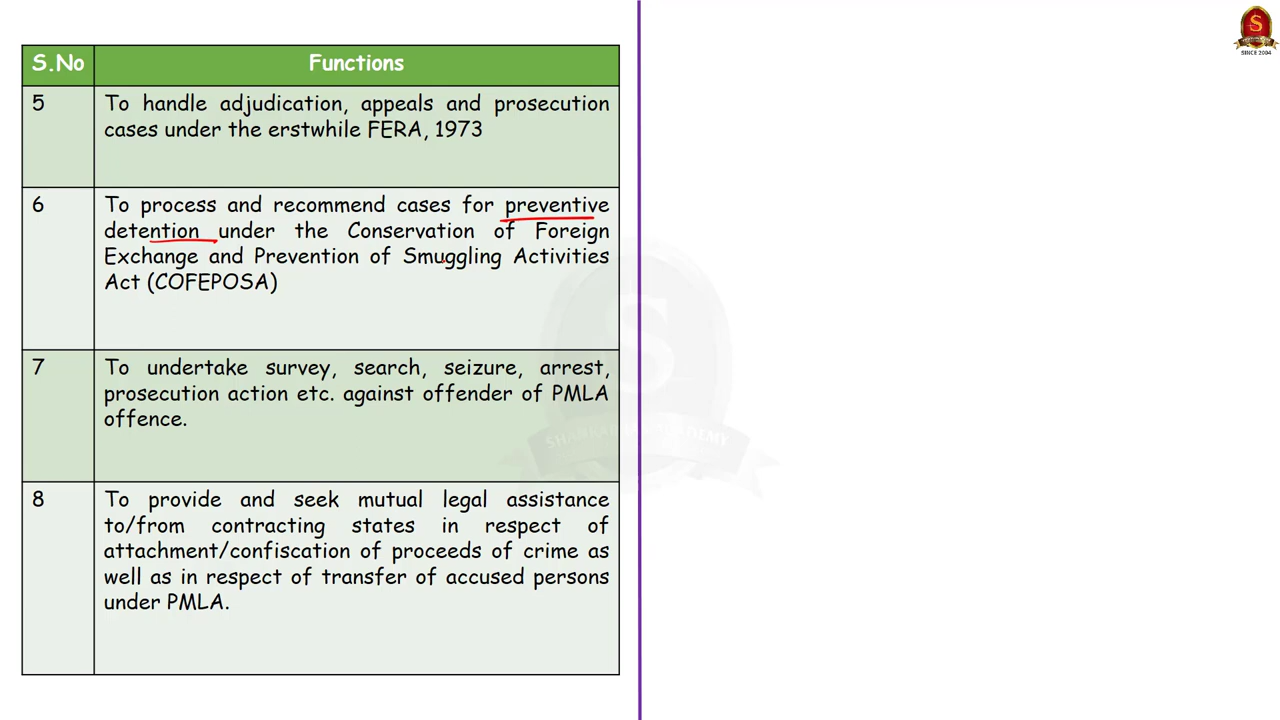 S.No Functions
5 To handle adjudication, appeals and prosecution
cases under the erstwhile FERA, 1973
6 To process and recommend cases for preventive
detention under the Conservation of Foreign
Exchange and Prevention of Smuggling Activities
Act (COFEPOSA)
7 To undertake survey, search, seizure, arrest,
prosecution action etc. against offender of PMLA
offence.
8 To provide and seek mutual legal assistance
to/from contracting states in respect of
attachment/confiscation of proceeds of crime as
well as in respect of transfer of accused persons
under PMLA.
S
SINCE 2004